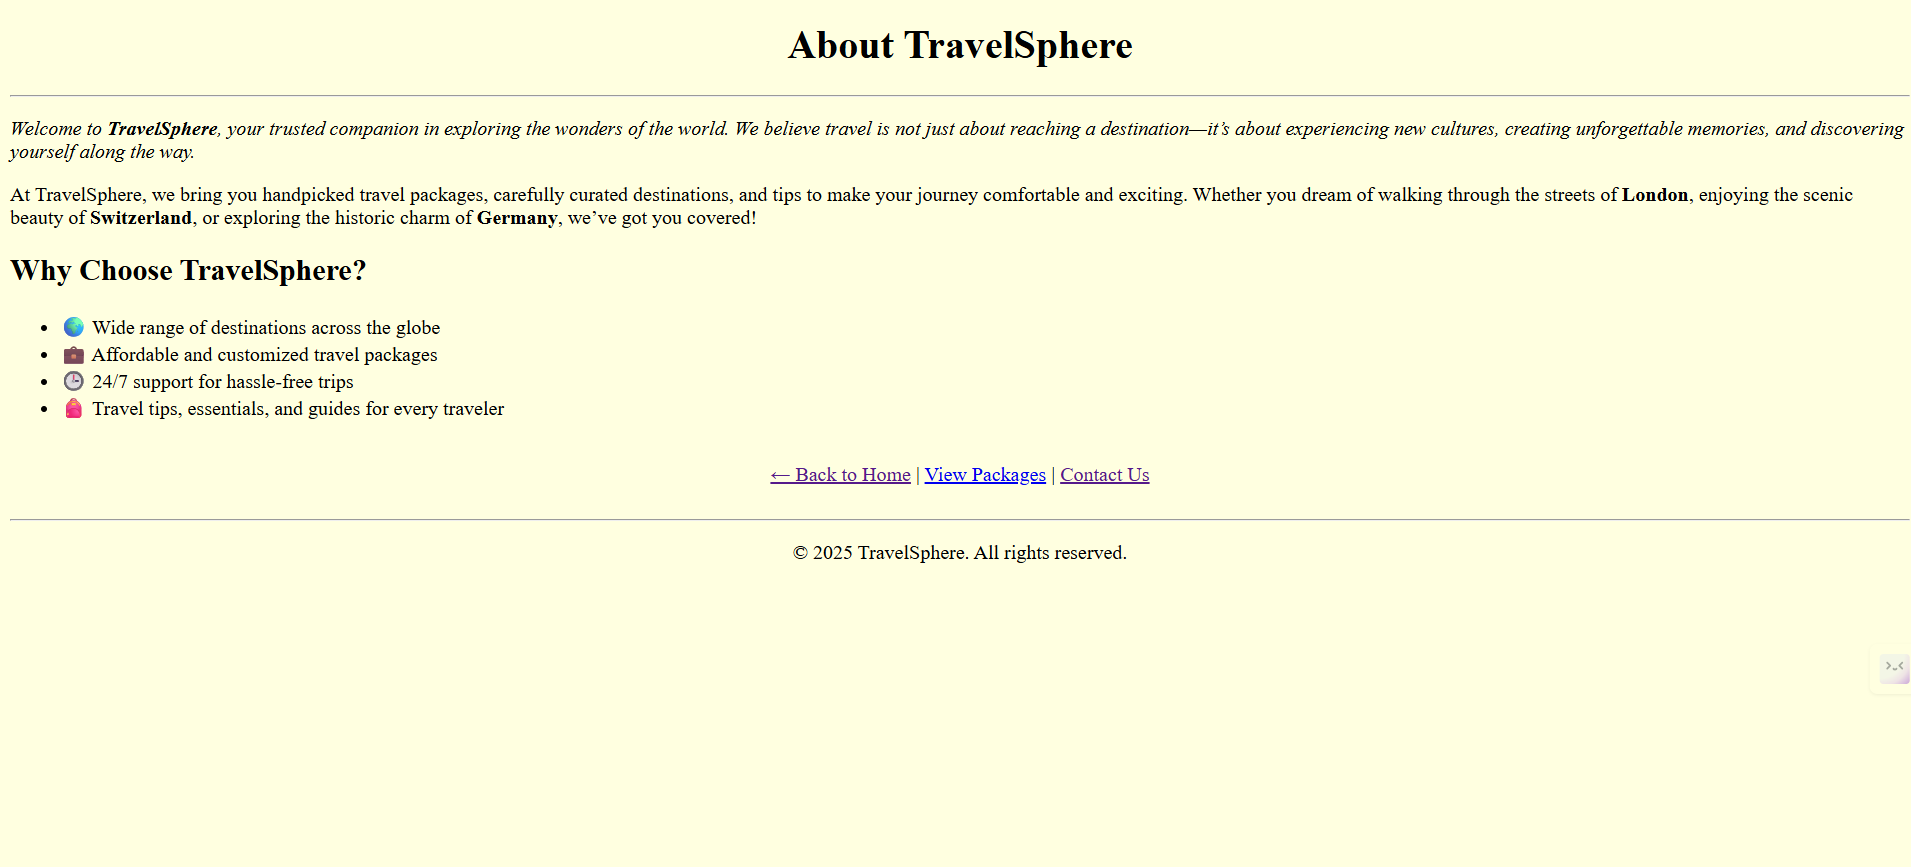 About TravelSphere
Welcome to TravelSphere, your trusted companion in exploring the wonders of the world. We believe travel is not just about reaching a destination—it’s about experiencing new cultures, creating unforgettable memories, and discovering
yourself along the way.
At TravelSphere, we bring you handpicked travel packages, carefully curated destinations, and tips to make your journey comfortable and exciting. Whether you dream of walking through the streets of London, enjoying the scenic
beauty of Switzerland, or exploring the historic charm of Germany, we’ve got you covered!
Why Choose TravelSphere?
• 🌍 Wide range of destinations across the globe
• 💼 Affordable and customized travel packages
• 🕒 24/7 support for hassle-free trips
• 🎒 Travel tips, essentials, and guides for every traveler
← Back to Home | View Packages | Contact Us
© 2025 TravelSphere. All rights reserved.